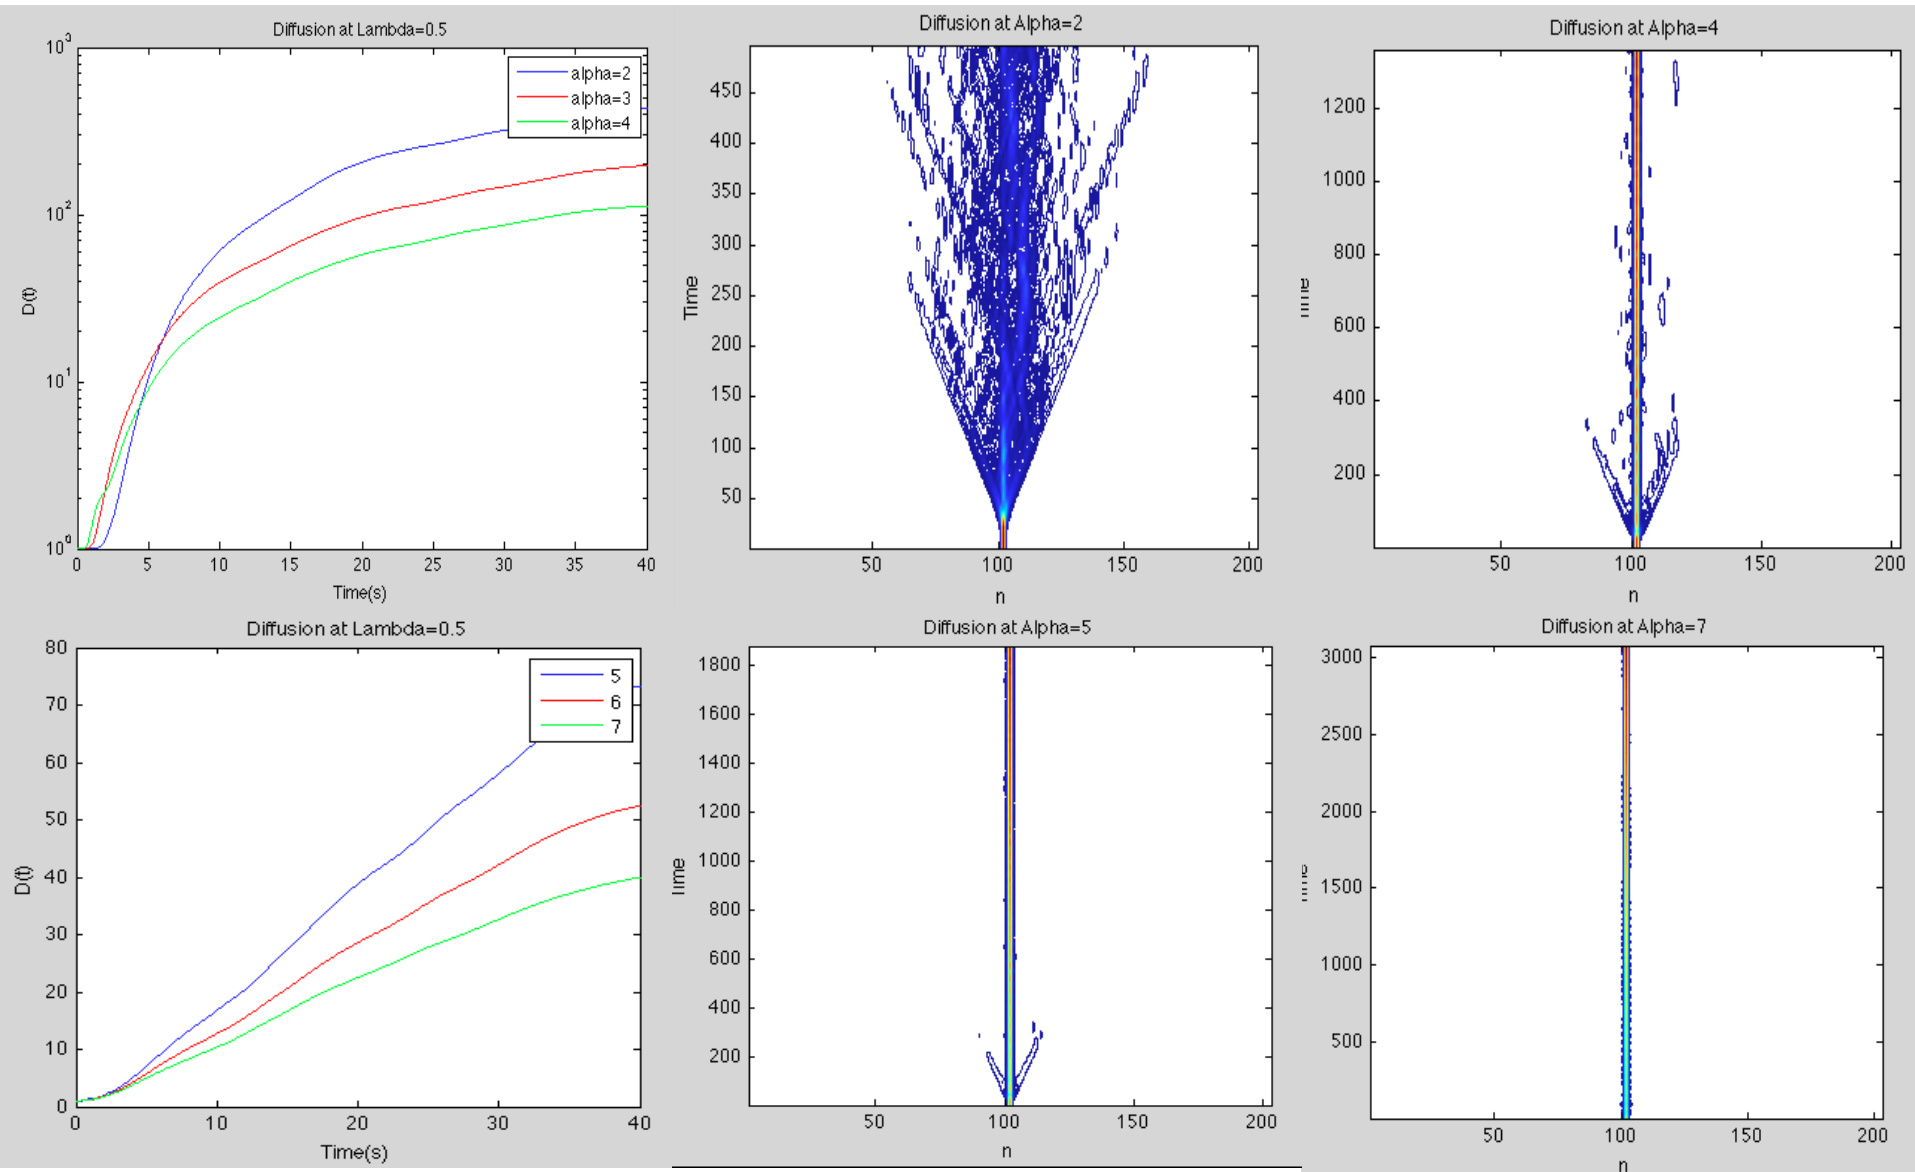 Diffusion at Lambda=0.5
10^3
10^2
10^1
10^0
alpha=2
alpha=3
alpha=4
D(t)
0 5 10 15 20 25 30 35 40
Time(s)
Diffusion at Alpha=2
450
400
350
300
250
200
150
100
50
Time
50 100 150 200
n
Diffusion at Alpha=4
1200
1000
800
600
400
200
Time
50 100 150 200
n
Diffusion at Lambda=0.5
80
70
60
50
40
30
20
10
0
5
6
7
D(t)
0 10 20 30 40
Time(s)
Diffusion at Alpha=5
1800
1600
1400
1200
1000
800
600
400
200
Time
50 100 150 200
n
Diffusion at Alpha=7
3000
2500
2000
1500
1000
500
50 100 150 200
n